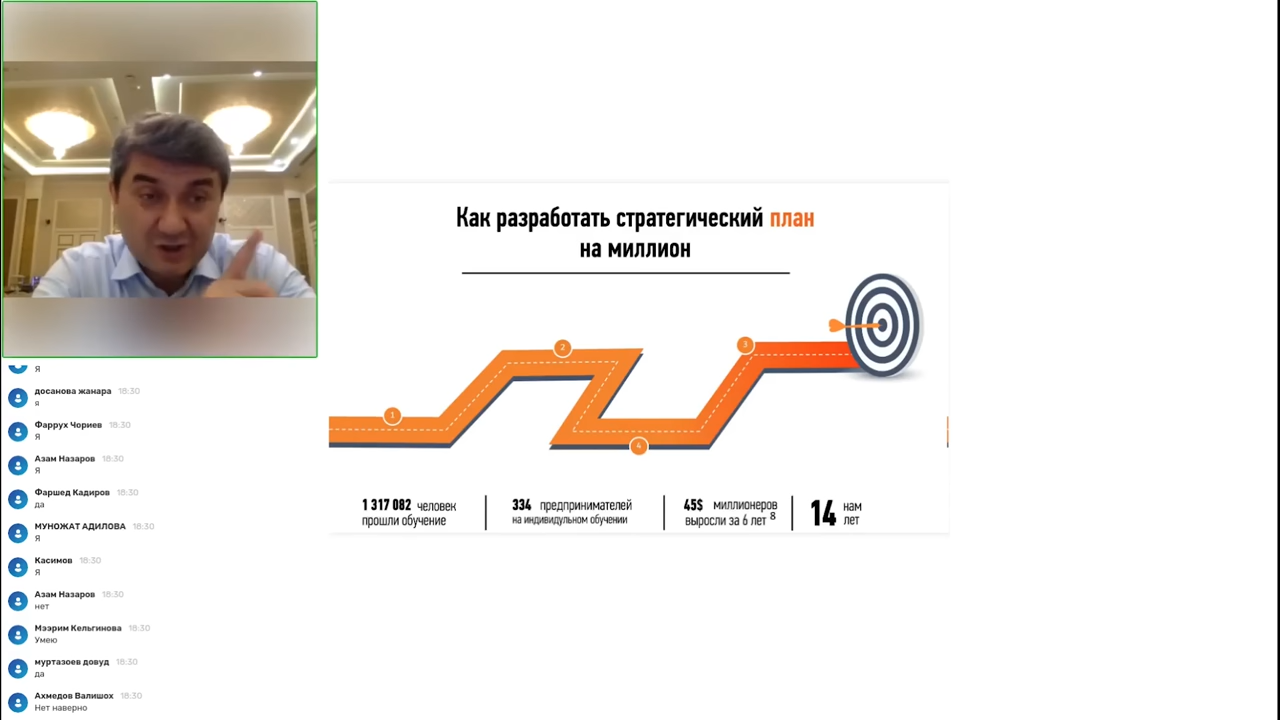 Я
досанова жанара 18:30
я
Фаррух Чориев 18:30
Я
Азам Назаров 18:30
Я
Фаршед Кадиров 18:30
да
МУНОЖАТ АДИЛОВА 18:30
Я
Касимов 18:30
Я
Азам Назаров 18:30
нет
Мээрим Кельгинова 18:30
Умею
муртазоев довуд 18:30
да
Ахмедов Валишох 18:30
Нет наверно
Как разработать стратегический план
на миллион
1
2
3
4
1 317 082 человек
прошли обучение
334 предпринимателей
на индивидульном обучении
45$ миллионеров
выросли за 6 лет 8
14 нам
лет